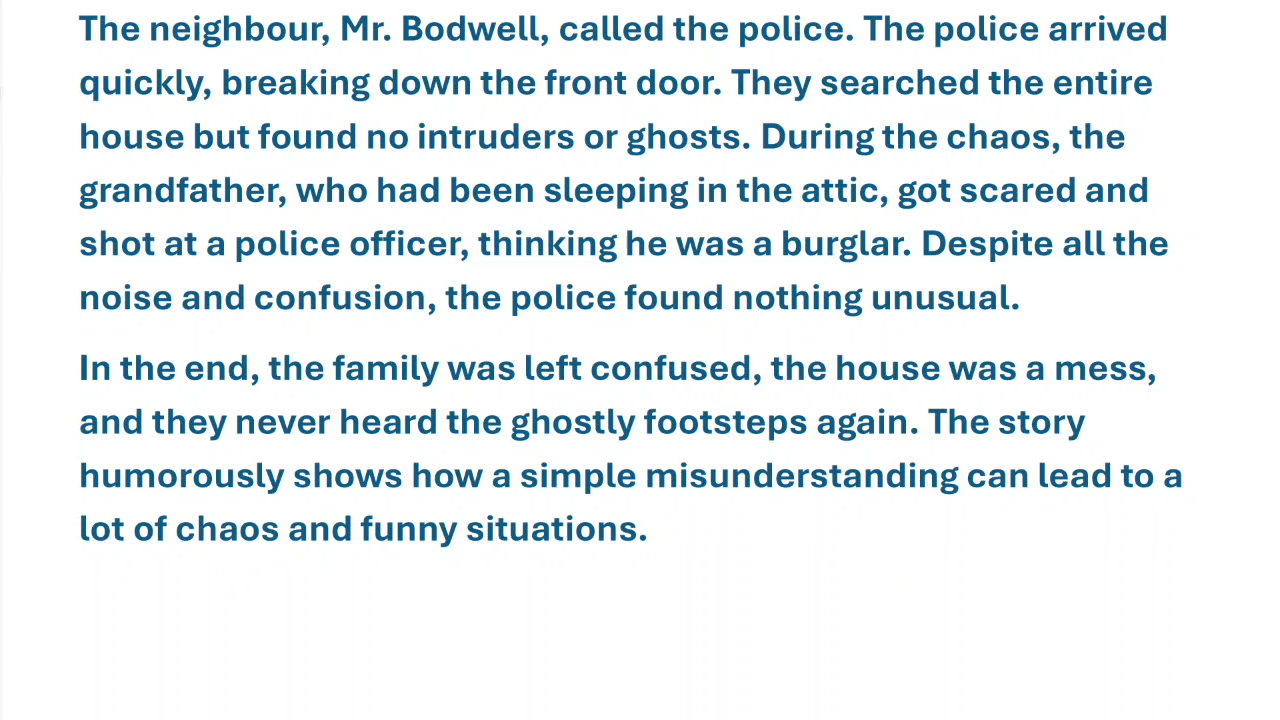 The neighbour, Mr. Bodwell, called the police. The police arrived
quickly, breaking down the front door. They searched the entire
house but found no intruders or ghosts. During the chaos, the
grandfather, who had been sleeping in the attic, got scared and
shot at a police officer, thinking he was a burglar. Despite all the
noise and confusion, the police found nothing unusual.
In the end, the family was left confused, the house was a mess,
and they never heard the ghostly footsteps again. The story
humorously shows how a simple misunderstanding can lead to a
lot of chaos and funny situations.